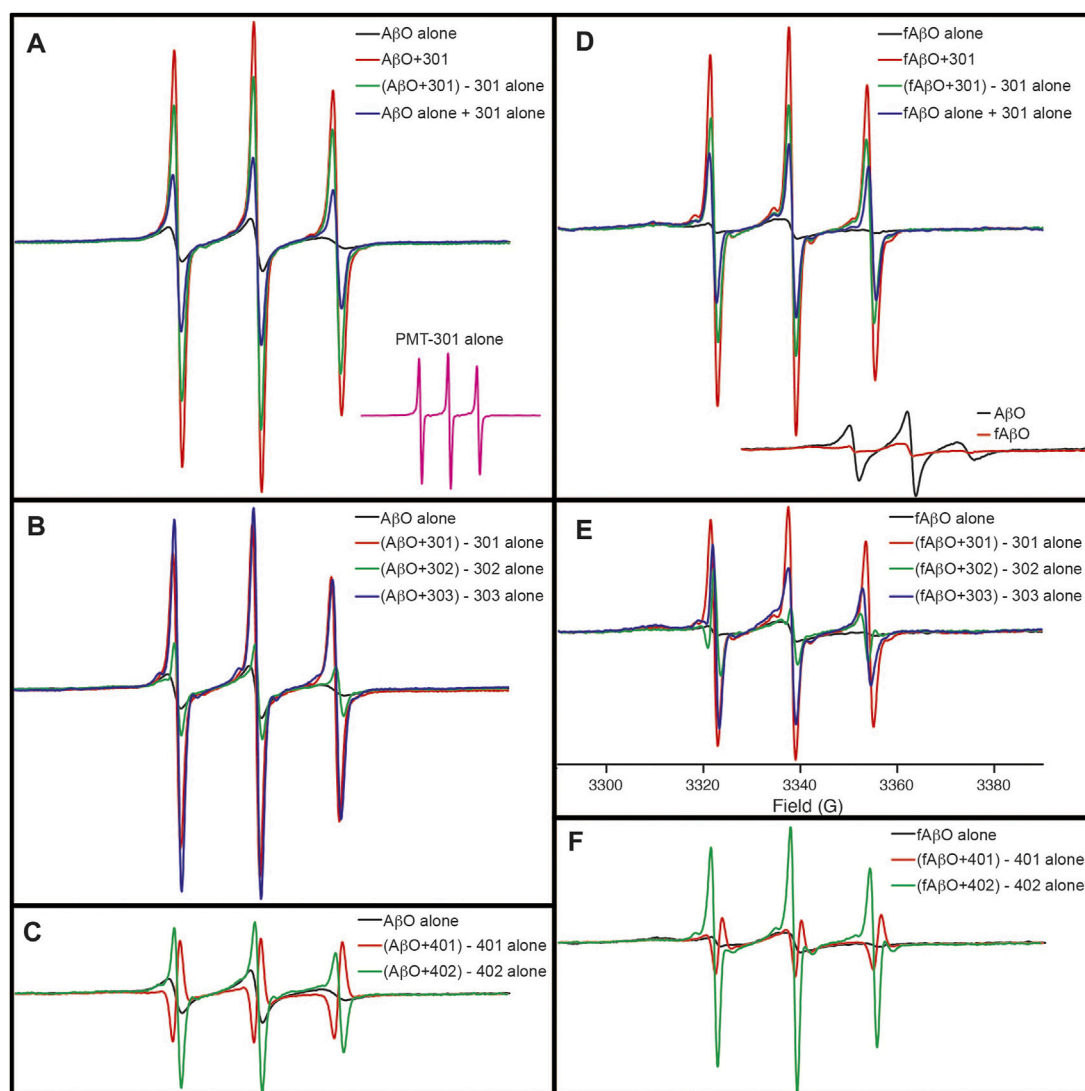 A
AβO alone
AβO+301
(AβO+301) - 301 alone
AβO alone + 301 alone
PMT-301 alone
B
AβO alone
(AβO+301) - 301 alone
(AβO+302) - 302 alone
(AβO+303) - 303 alone
C
AβO alone
(AβO+401) - 401 alone
(AβO+402) - 402 alone
D
fAβO alone
fAβO+301
(fAβO+301) - 301 alone
fAβO alone + 301 alone
AβO
fAβO
E
fAβO alone
(fAβO+301) - 301 alone
(fAβO+302) - 302 alone
(fAβO+303) - 303 alone
3300 3320 3340 3360 3380
Field (G)
F
fAβO alone
(fAβO+401) - 401 alone
(fAβO+402) - 402 alone